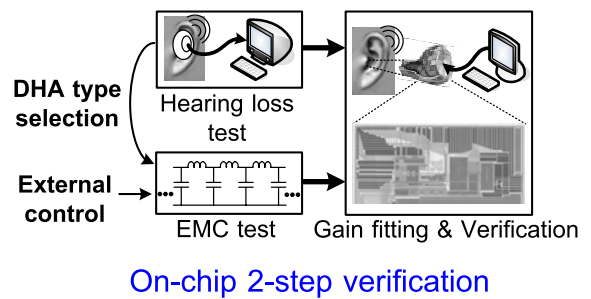 DHA type
selection
Hearing loss
test
External
control
EMC test
Gain fitting & Verification
On-chip 2-step verification